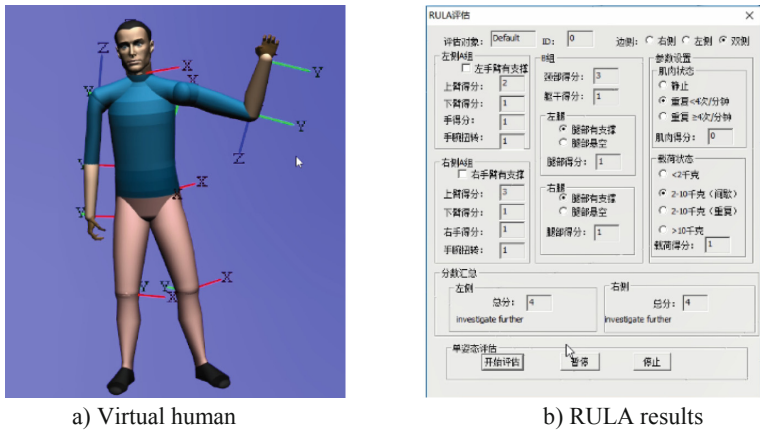 Z
X
Y
Y
Y
Y
Z
X
Y
X
Y
Y
X
X
a) Virtual human
RULA评估
评估对象: Default ID: 0 边侧: 右侧 左侧 双侧
左侧A组
左手臂有支撑
上臂得分: 2
下臂得分: 1
手得分: 1
手腕扭转: 1
右侧A组
右手臂有支撑
上臂得分: 3
下臂得分: 1
右手得分: 1
手腕扭转: 1
B组
颈部得分: 3
躯干得分: 1
左腿
腿部有支撑
腿部悬空
腿部得分: 1
右腿
腿部有支撑
腿部悬空
腿部得分: 1
参数设置
肌肉状态
静止
重复<4次/分钟
重复 ≥4次/分钟
肌肉得分: 0
载荷状态
<2千克
2-10千克(间歇)
2-10千克(重复)
>10千克
载荷得分: 1
分数汇总
左侧
总分: 4
investigate further
右侧
总分: 4
investigate further
单姿态评估
开始评估 暂停 停止
b) RULA results